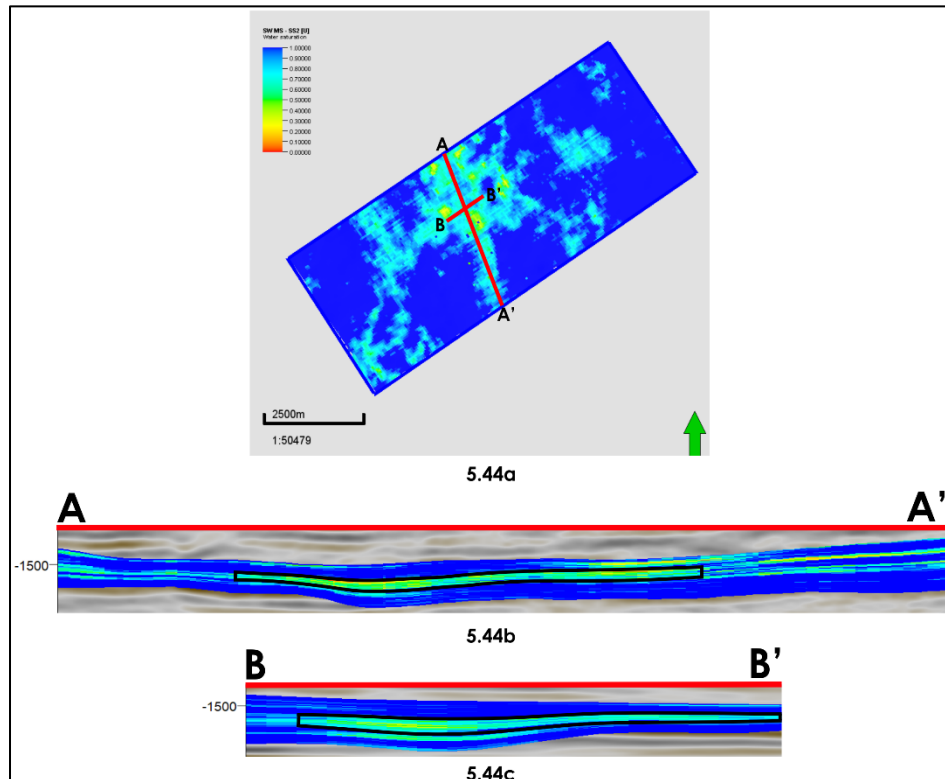 SW MS - SS2 [U]
Water saturation
1.00000
0.90000
0.80000
0.70000
0.60000
0.50000
0.40000
0.30000
0.20000
0.10000
0.00000
A
B'
B
A'
2500m
1:50479
5.44a
A A'
-1500
5.44b
B B'
-1500
5.44c